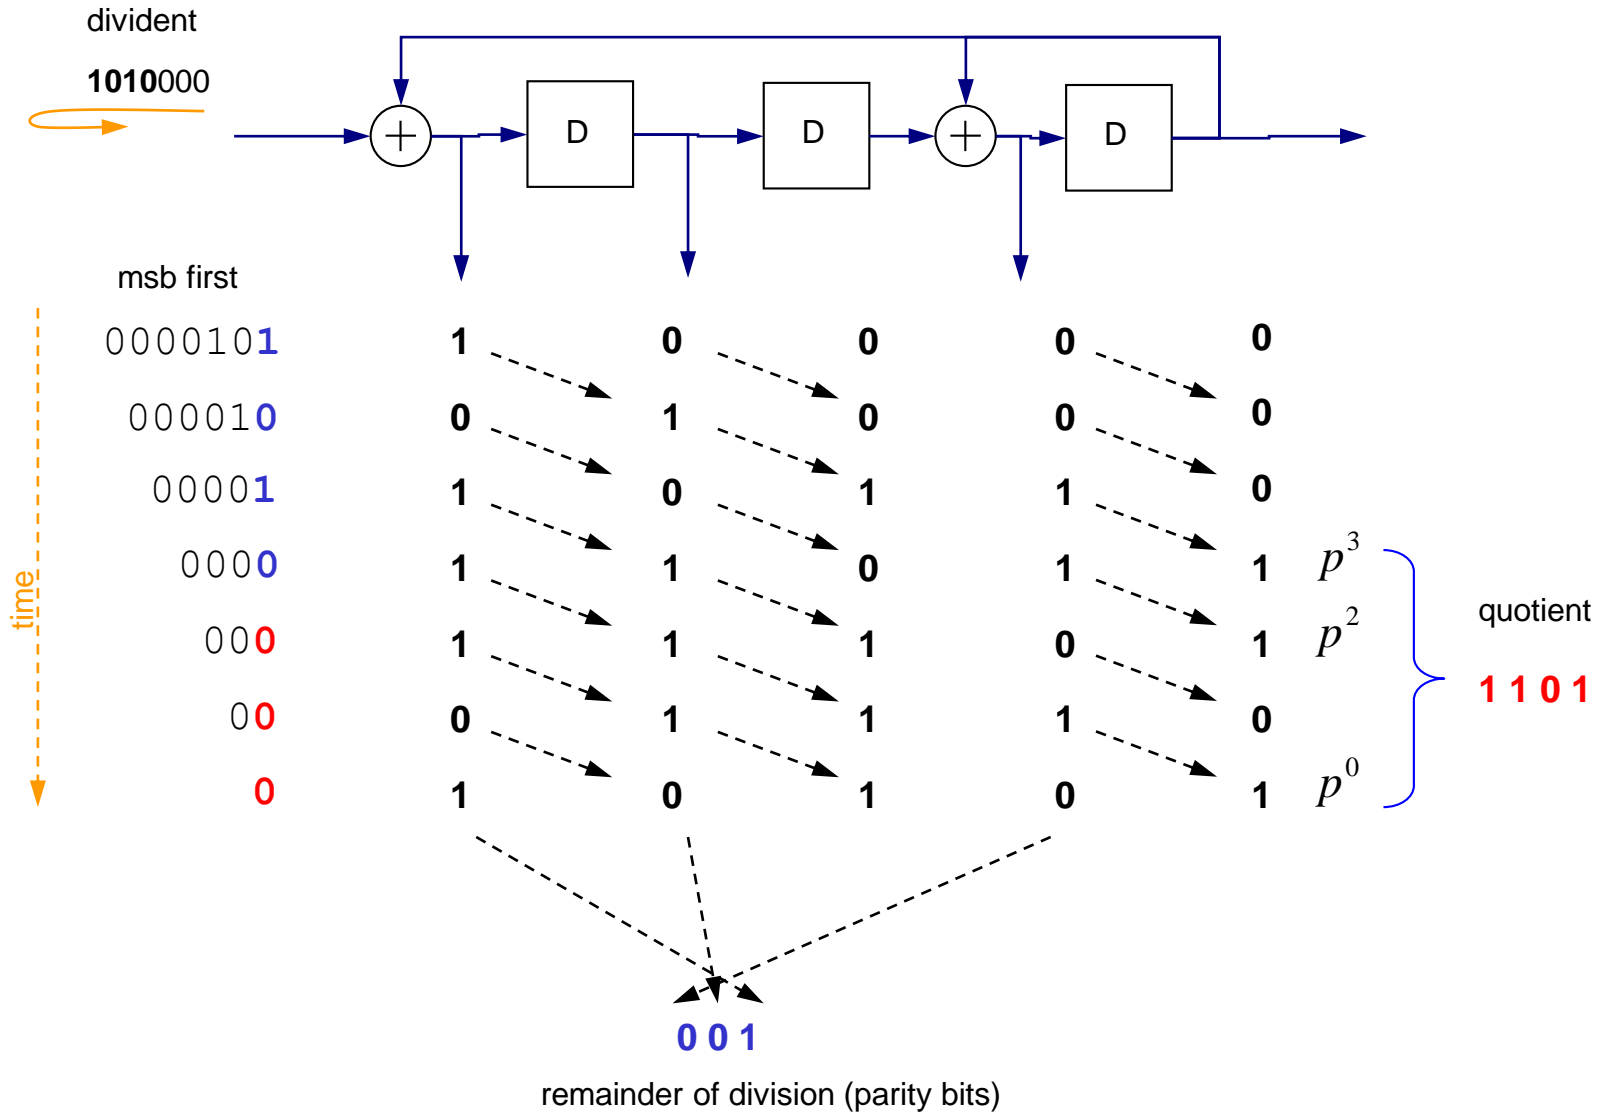 divident
1010000
D D D
msb first
0000101 1 0 0 0 0
000010 0 1 0 0 0
00001 1 0 1 1 0
0000 1 1 0 1 1 p³
000 1 1 1 0 1 p²
00 0 1 1 1 0
0 1 0 1 0 1 p⁰
time
quotient
1 1 0 1
0 0 1
remainder of division (parity bits)